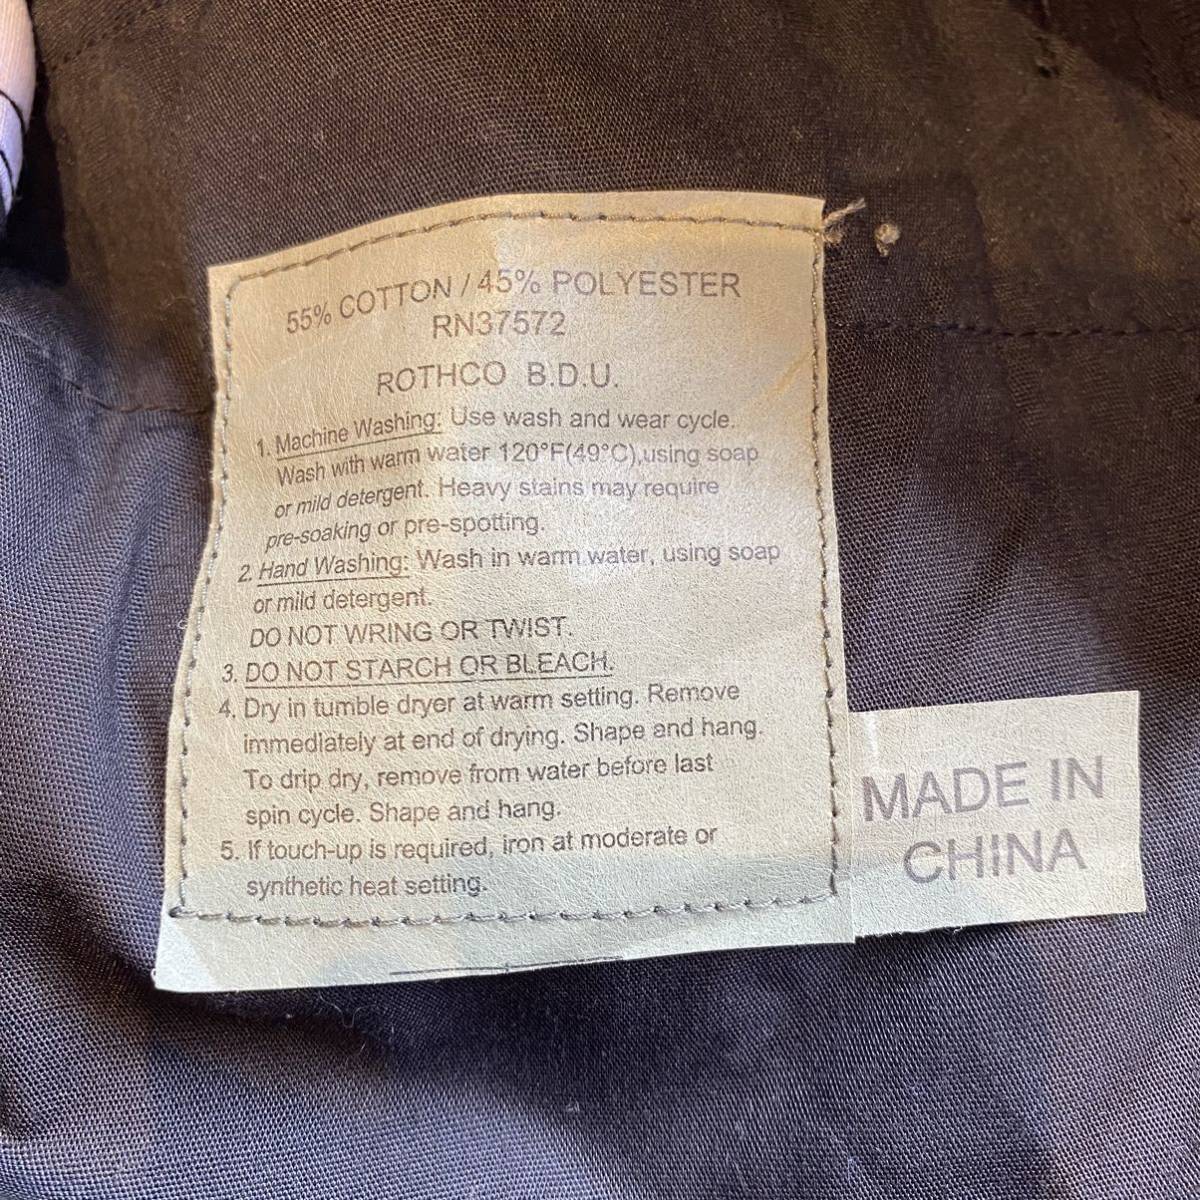 55% COTTON / 45% POLYESTER
RN37572
ROTHCO B.D.U.
1. Machine Washing: Use wash and wear cycle.
Wash with warm water 120°F(49°C),using soap
or mild detergent. Heavy stains may require
pre-soaking or pre-spotting.
2. Hand Washing: Wash in warm water, using soap
or mild detergent.
DO NOT WRING OR TWIST.
3. DO NOT STARCH OR BLEACH.
4. Dry in tumble dryer at warm setting. Remove
immediately at end of drying. Shape and hang.
To drip dry, remove from water before last
spin cycle. Shape and hang.
5. If touch-up is required, iron at moderate or
synthetic heat setting.
MADE IN
CHINA